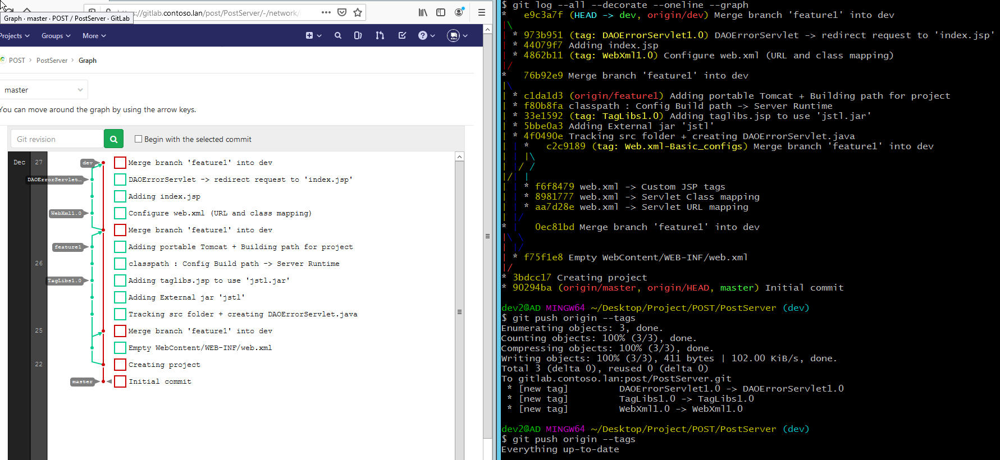 https://gitlab.contoso.lan/post/PostServer/-/network/
Graph · master · POST / PostServer · GitLab
Projects
Groups
More
POST > PostServer > Graph
master
You can move around the graph by using the arrow keys.
Git revision
Begin with the selected commit
Dec 27 dev Merge branch 'feature1' into dev
DAOErrorServlet… DAOErrorServlet -> redirect request to 'index.jsp'
Adding index.jsp
WebXml1.0 Configure web.xml (URL and class mapping)
Merge branch 'feature1' into dev
feature1 Adding portable Tomcat + Building path for project
26 classpath : Config Build path -> Server Runtime
TagLibs1.0 Adding taglibs.jsp to use 'jstl.jar'
Adding External jar 'jstl'
Tracking src folder + creating DAOErrorServlet.java
25 Merge branch 'feature1' into dev
Empty WebContent/WEB-INF/web.xml
22 Creating project
master Initial commit
$ git log --all --decorate --oneline --graph
*   e9c3a7f (HEAD -> dev, origin/dev) Merge branch 'feature1' into dev
|\
| * 973b951 (tag: DAOErrorServlet1.0) DAOErrorServlet -> redirect request to 'index.jsp'
| * 44079f7 Adding index.jsp
| * 4862b11 (tag: WebXml1.0) Configure web.xml (URL and class mapping)
|/
*   76b92e9 Merge branch 'feature1' into dev
|\
| * c1da1d3 (origin/feature1) Adding portable Tomcat + Building path for project
| * f80b8fa classpath : Config Build path -> Server Runtime
| * 33e1592 (tag: TagLibs1.0) Adding taglibs.jsp to use 'jstl.jar'
| * 5bbe0a3 Adding External jar 'jstl'
| * 4f0490e Tracking src folder + creating DAOErrorServlet.java
| | *   c2c9189 (tag: Web.xml-Basic_configs) Merge branch 'feature1' into dev
| | |\
| |/ /
|/| |
| | * f6f8479 web.xml -> Custom JSP tags
| | * 8981777 web.xml -> Servlet Class mapping
| | * aa7d28e web.xml -> Servlet URL mapping
| |/
* |   0ec81bd Merge branch 'feature1' into dev
|\ \
| |/
| * f75f1e8 Empty WebContent/WEB-INF/web.xml
|/
* 3bdcc17 Creating project
* 90294ba (origin/master, origin/HEAD, master) Initial commit
dev2@AD MINGW64 ~/Desktop/Project/POST/PostServer (dev)
$ git push origin --tags
Enumerating objects: 3, done.
Counting objects: 100% (3/3), done.
Compressing objects: 100% (3/3), done.
Writing objects: 100% (3/3), 411 bytes | 102.00 KiB/s, done.
Total 3 (delta 0), reused 0 (delta 0)
To gitlab.contoso.lan:post/PostServer.git
 * [new tag]         DAOErrorServlet1.0 -> DAOErrorServlet1.0
 * [new tag]         TagLibs1.0 -> TagLibs1.0
 * [new tag]         WebXml1.0 -> WebXml1.0
dev2@AD MINGW64 ~/Desktop/Project/POST/PostServer (dev)
$ git push origin --tags
Everything up-to-date